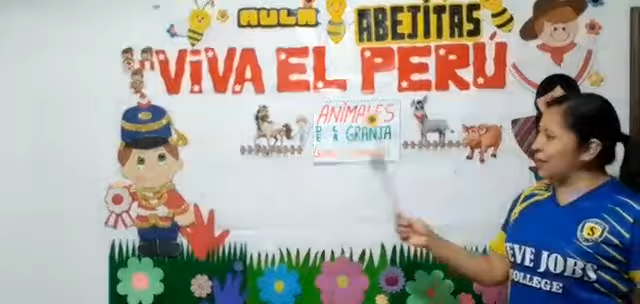 AULA ABEJITAS
VIVA EL PERÚ
ANIMALES
DE LA GRANJA
EVE JOBS
COLLEGE
S